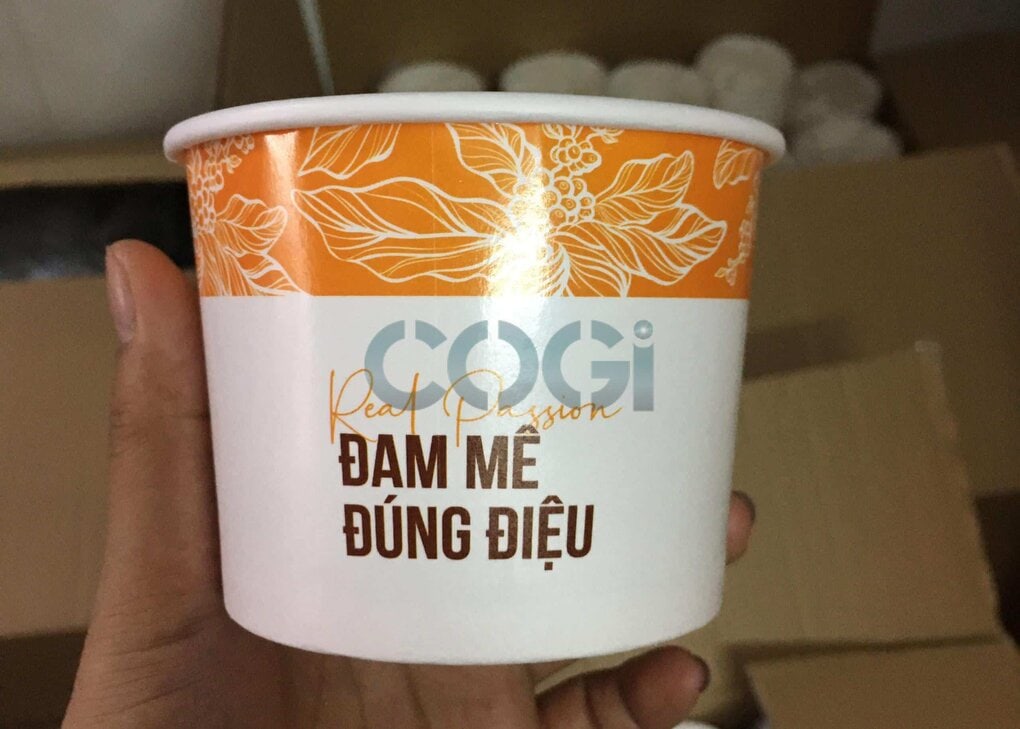 COGi
Real Passion
ĐAM MÊ
ĐÚNG ĐIỆU